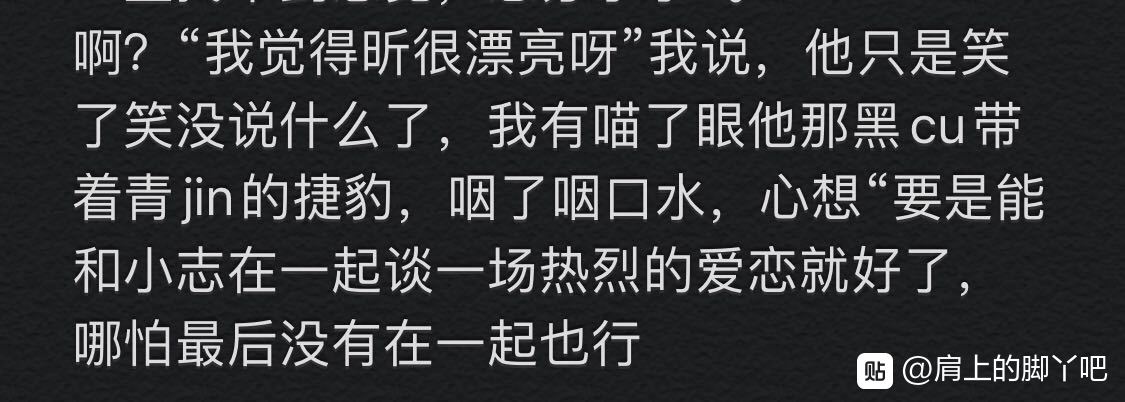 啊？“我觉得昕很漂亮呀”我说，他只是笑
了笑没说什么了，我有喵了眼他那黑cu带
着青jin的捷豹，咽了咽口水，心想“要是能
和小志在一起谈一场热烈的爱恋就好了，
哪怕最后没有在一起也行
贴 @肩上的脚丫吧